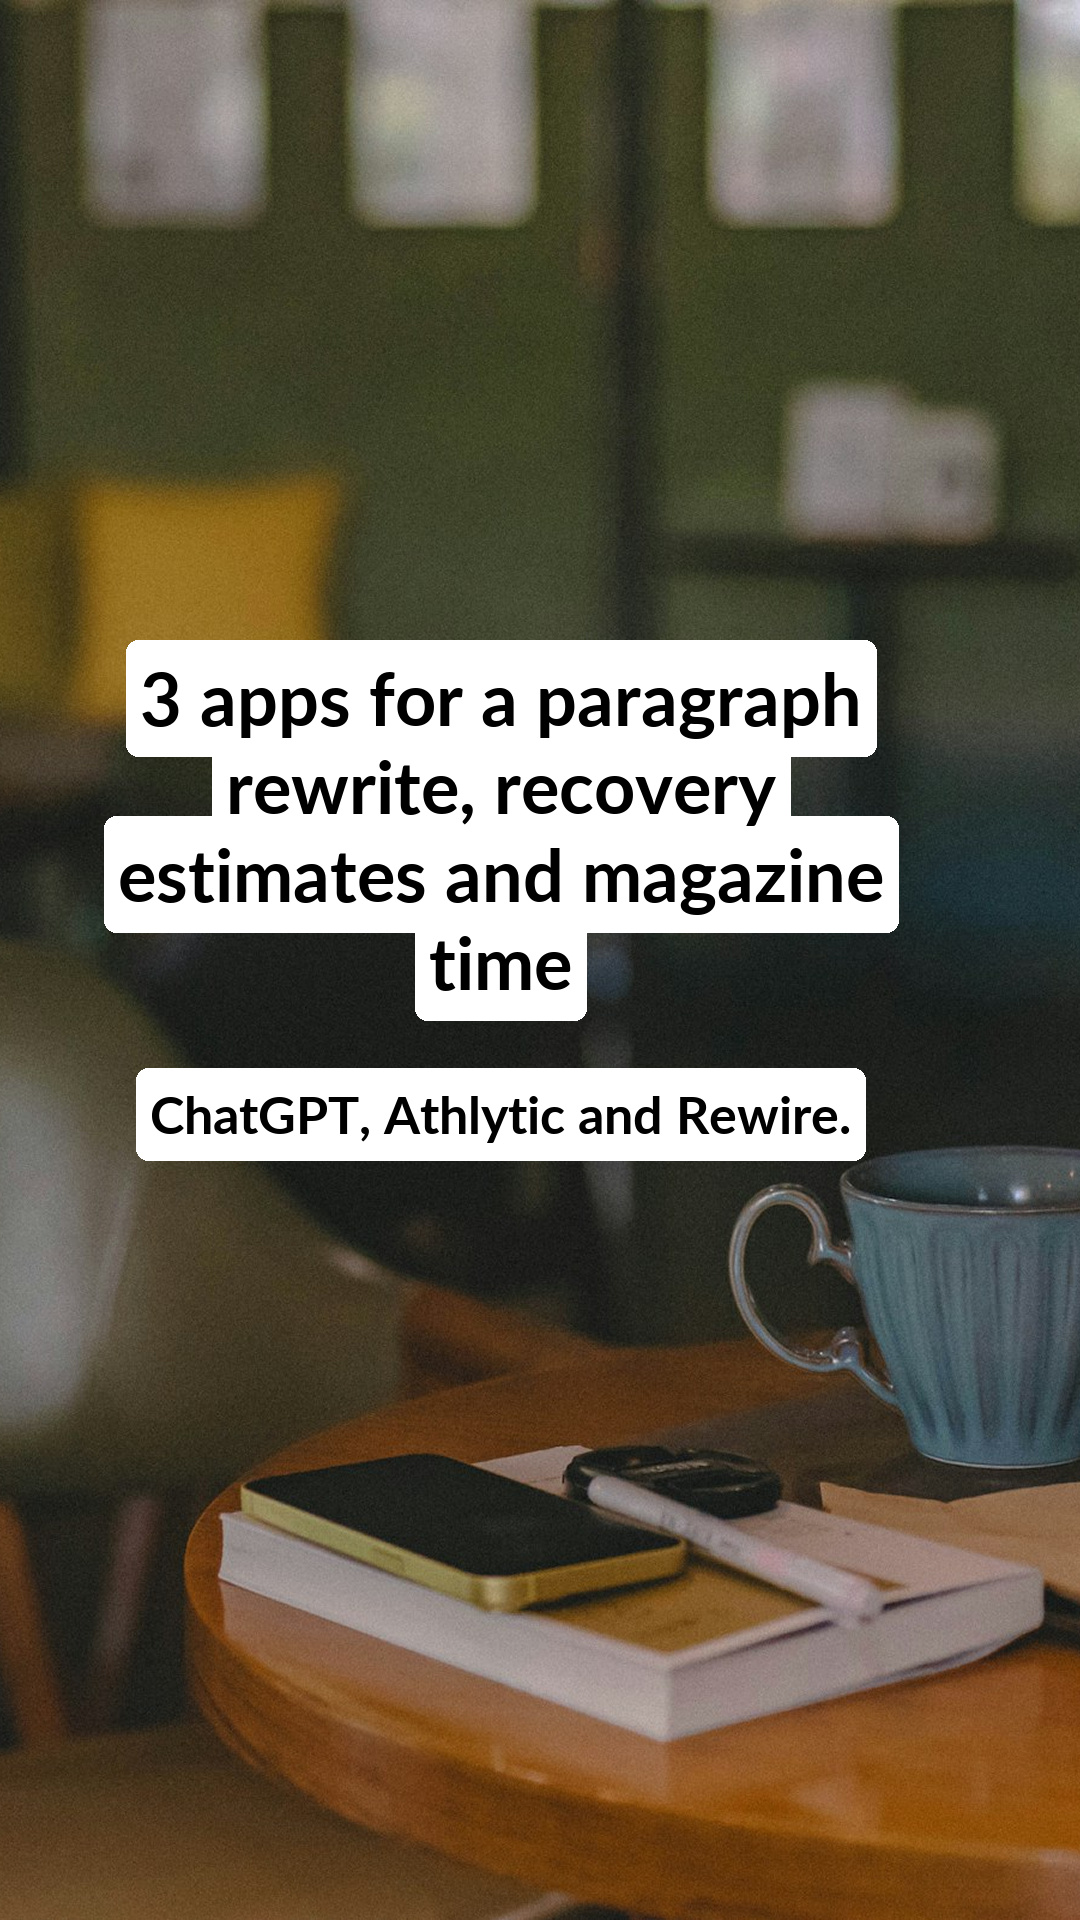 3 apps for a paragraph
rewrite, recovery
estimates and magazine
time
ChatGPT, Athlytic and Rewire.